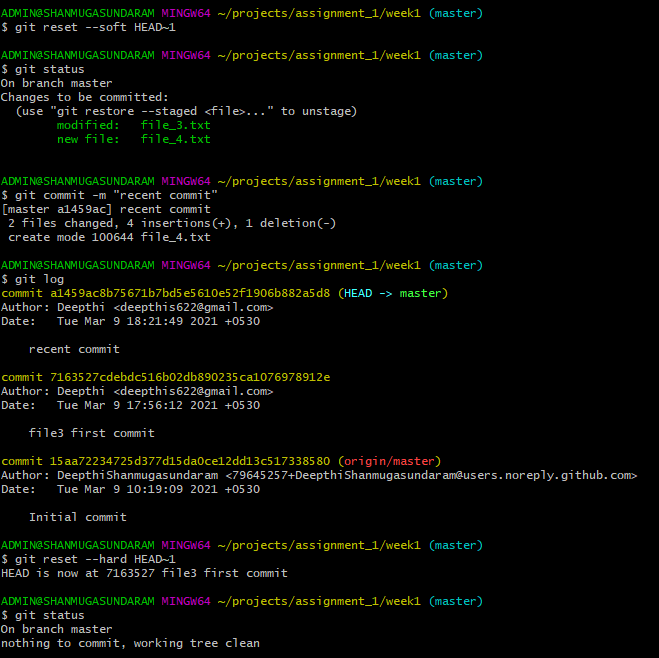 ADMIN@SHANMUGASUNDARAM MINGW64 ~/projects/assignment_1/week1 (master)
$ git reset --soft HEAD~1
ADMIN@SHANMUGASUNDARAM MINGW64 ~/projects/assignment_1/week1 (master)
$ git status
On branch master
Changes to be committed:
  (use "git restore --staged <file>..." to unstage)
        modified:   file_3.txt
        new file:   file_4.txt
ADMIN@SHANMUGASUNDARAM MINGW64 ~/projects/assignment_1/week1 (master)
$ git commit -m "recent commit"
[master a1459ac] recent commit
 2 files changed, 4 insertions(+), 1 deletion(-)
 create mode 100644 file_4.txt
ADMIN@SHANMUGASUNDARAM MINGW64 ~/projects/assignment_1/week1 (master)
$ git log
commit a1459ac8b75671b7bd5e5610e52f1906b882a5d8 (HEAD -> master)
Author: Deepthi <deepthis622@gmail.com>
Date:   Tue Mar 9 18:21:49 2021 +0530
    recent commit
commit 7163527cdebdc516b02db890235ca1076978912e
Author: Deepthi <deepthis622@gmail.com>
Date:   Tue Mar 9 17:56:12 2021 +0530
    file3 first commit
commit 15aa72234725d377d15da0ce12dd13c517338580 (origin/master)
Author: DeepthiShanmugasundaram <79645257+DeepthiShanmugasundaram@users.noreply.github.com>
Date:   Tue Mar 9 10:19:09 2021 +0530
    Initial commit
ADMIN@SHANMUGASUNDARAM MINGW64 ~/projects/assignment_1/week1 (master)
$ git reset --hard HEAD~1
HEAD is now at 7163527 file3 first commit
ADMIN@SHANMUGASUNDARAM MINGW64 ~/projects/assignment_1/week1 (master)
$ git status
On branch master
nothing to commit, working tree clean